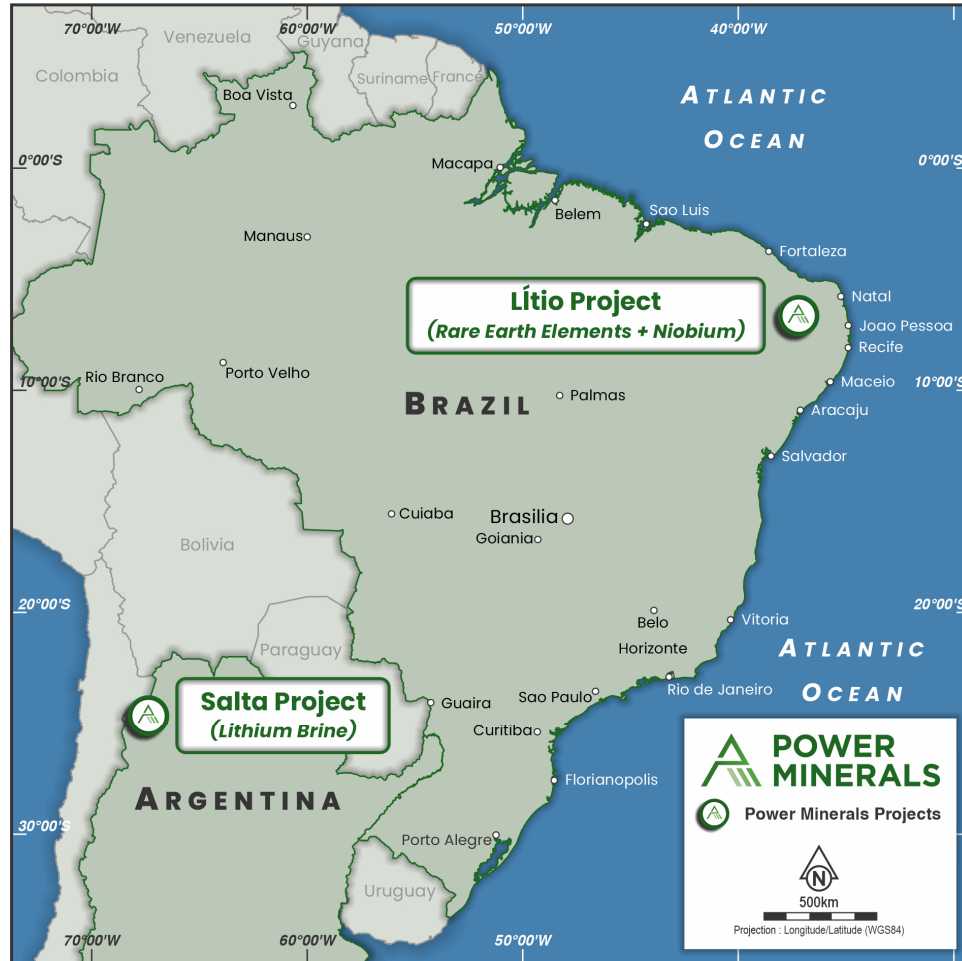 70°00'W
60°00'W
50°00'W
40°00'W
Venezuela
Guyana
Colombia
Suriname
France
Boa Vista
ATLANTIC
OCEAN
0°00'S
0°00'S
Macapa
Belem
Sao Luis
Manaus
Fortaleza
LÍtio Project
(Rare Earth Elements + Niobium)
Natal
Joao Pessoa
Recife
Porto Velho
Rio Branco
10°00'S
10°00'S
Maceio
BRAZIL
Palmas
Aracaju
Salvador
Cuiaba
Brasilia
Goiania
Bolivia
20°00'S
20°00'S
Belo
Horizonte
Vitoria
Paraguay
ATLANTIC
OCEAN
Salta Project
(Lithium Brine)
Guaira
Sao Paulo
Rio de Janeiro
Curitiba
Florianopolis
ARGENTINA
30°00'S
Porto Alegre
Uruguay
POWER
MINERALS
Power Minerals Projects
N
500km
Projection : Longitude/Latitude (WGS84)
70°00'W
60°00'W
50°00'W